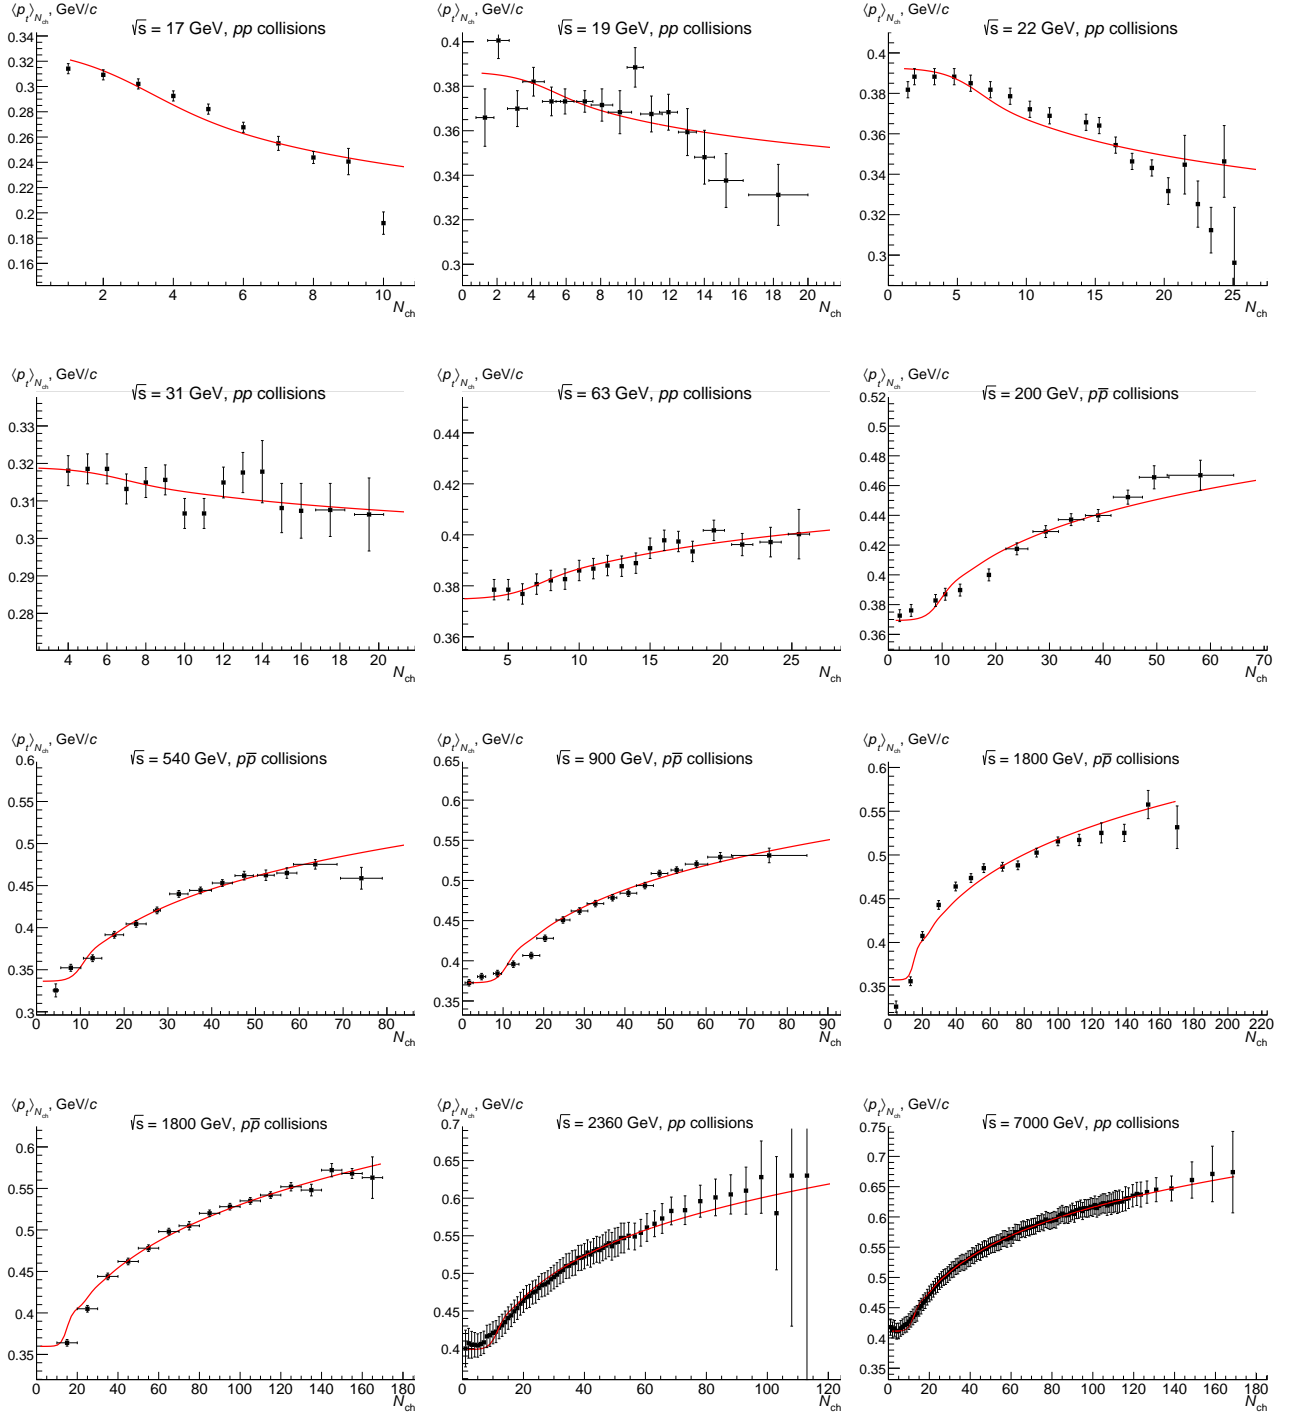 ⟨p_t⟩_{N_ch}, GeV/c
√s = 17 GeV, pp collisions
0.34
0.32
0.3
0.28
0.26
0.24
0.22
0.2
0.18
0.16
2 4 6 8 10
N_ch
⟨p_t⟩_{N_ch}, GeV/c
√s = 19 GeV, pp collisions
0.4
0.38
0.36
0.34
0.32
0.3
0 2 4 6 8 10 12 14 16 18 20
N_ch
⟨p_t⟩_{N_ch}, GeV/c
√s = 22 GeV, pp collisions
0.4
0.38
0.36
0.34
0.32
0.3
0 5 10 15 20 25
N_ch
⟨p_t⟩_{N_ch}, GeV/c
√s = 31 GeV, pp collisions
0.33
0.32
0.31
0.3
0.29
0.28
4 6 8 10 12 14 16 18 20
N_ch
⟨p_t⟩_{N_ch}, GeV/c
√s = 63 GeV, pp collisions
0.44
0.42
0.4
0.38
0.36
5 10 15 20 25
N_ch
⟨p_t⟩_{N_ch}, GeV/c
√s = 200 GeV, pp̅ collisions
0.52
0.5
0.48
0.46
0.44
0.42
0.4
0.38
0.36
0 10 20 30 40 50 60 70
N_ch
⟨p_t⟩_{N_ch}, GeV/c
√s = 540 GeV, pp̅ collisions
0.6
0.55
0.5
0.45
0.4
0.35
0.3
0 10 20 30 40 50 60 70 80
N_ch
⟨p_t⟩_{N_ch}, GeV/c
√s = 900 GeV, pp̅ collisions
0.65
0.6
0.55
0.5
0.45
0.4
0.35
0 10 20 30 40 50 60 70 80 90
N_ch
⟨p_t⟩_{N_ch}, GeV/c
√s = 1800 GeV, pp̅ collisions
0.6
0.55
0.5
0.45
0.4
0.35
0 20 40 60 80 100 120 140 160 180 200 220
N_ch
⟨p_t⟩_{N_ch}, GeV/c
√s = 1800 GeV, pp̅ collisions
0.6
0.55
0.5
0.45
0.4
0.35
0 20 40 60 80 100 120 140 160 180
N_ch
⟨p_t⟩_{N_ch}, GeV/c
√s = 2360 GeV, pp collisions
0.7
0.6
0.5
0.4
0 20 40 60 80 100 120
N_ch
⟨p_t⟩_{N_ch}, GeV/c
√s = 7000 GeV, pp collisions
0.75
0.7
0.65
0.6
0.55
0.5
0.45
0.4
0.35
0 20 40 60 80 100 120 140 160 180
N_ch